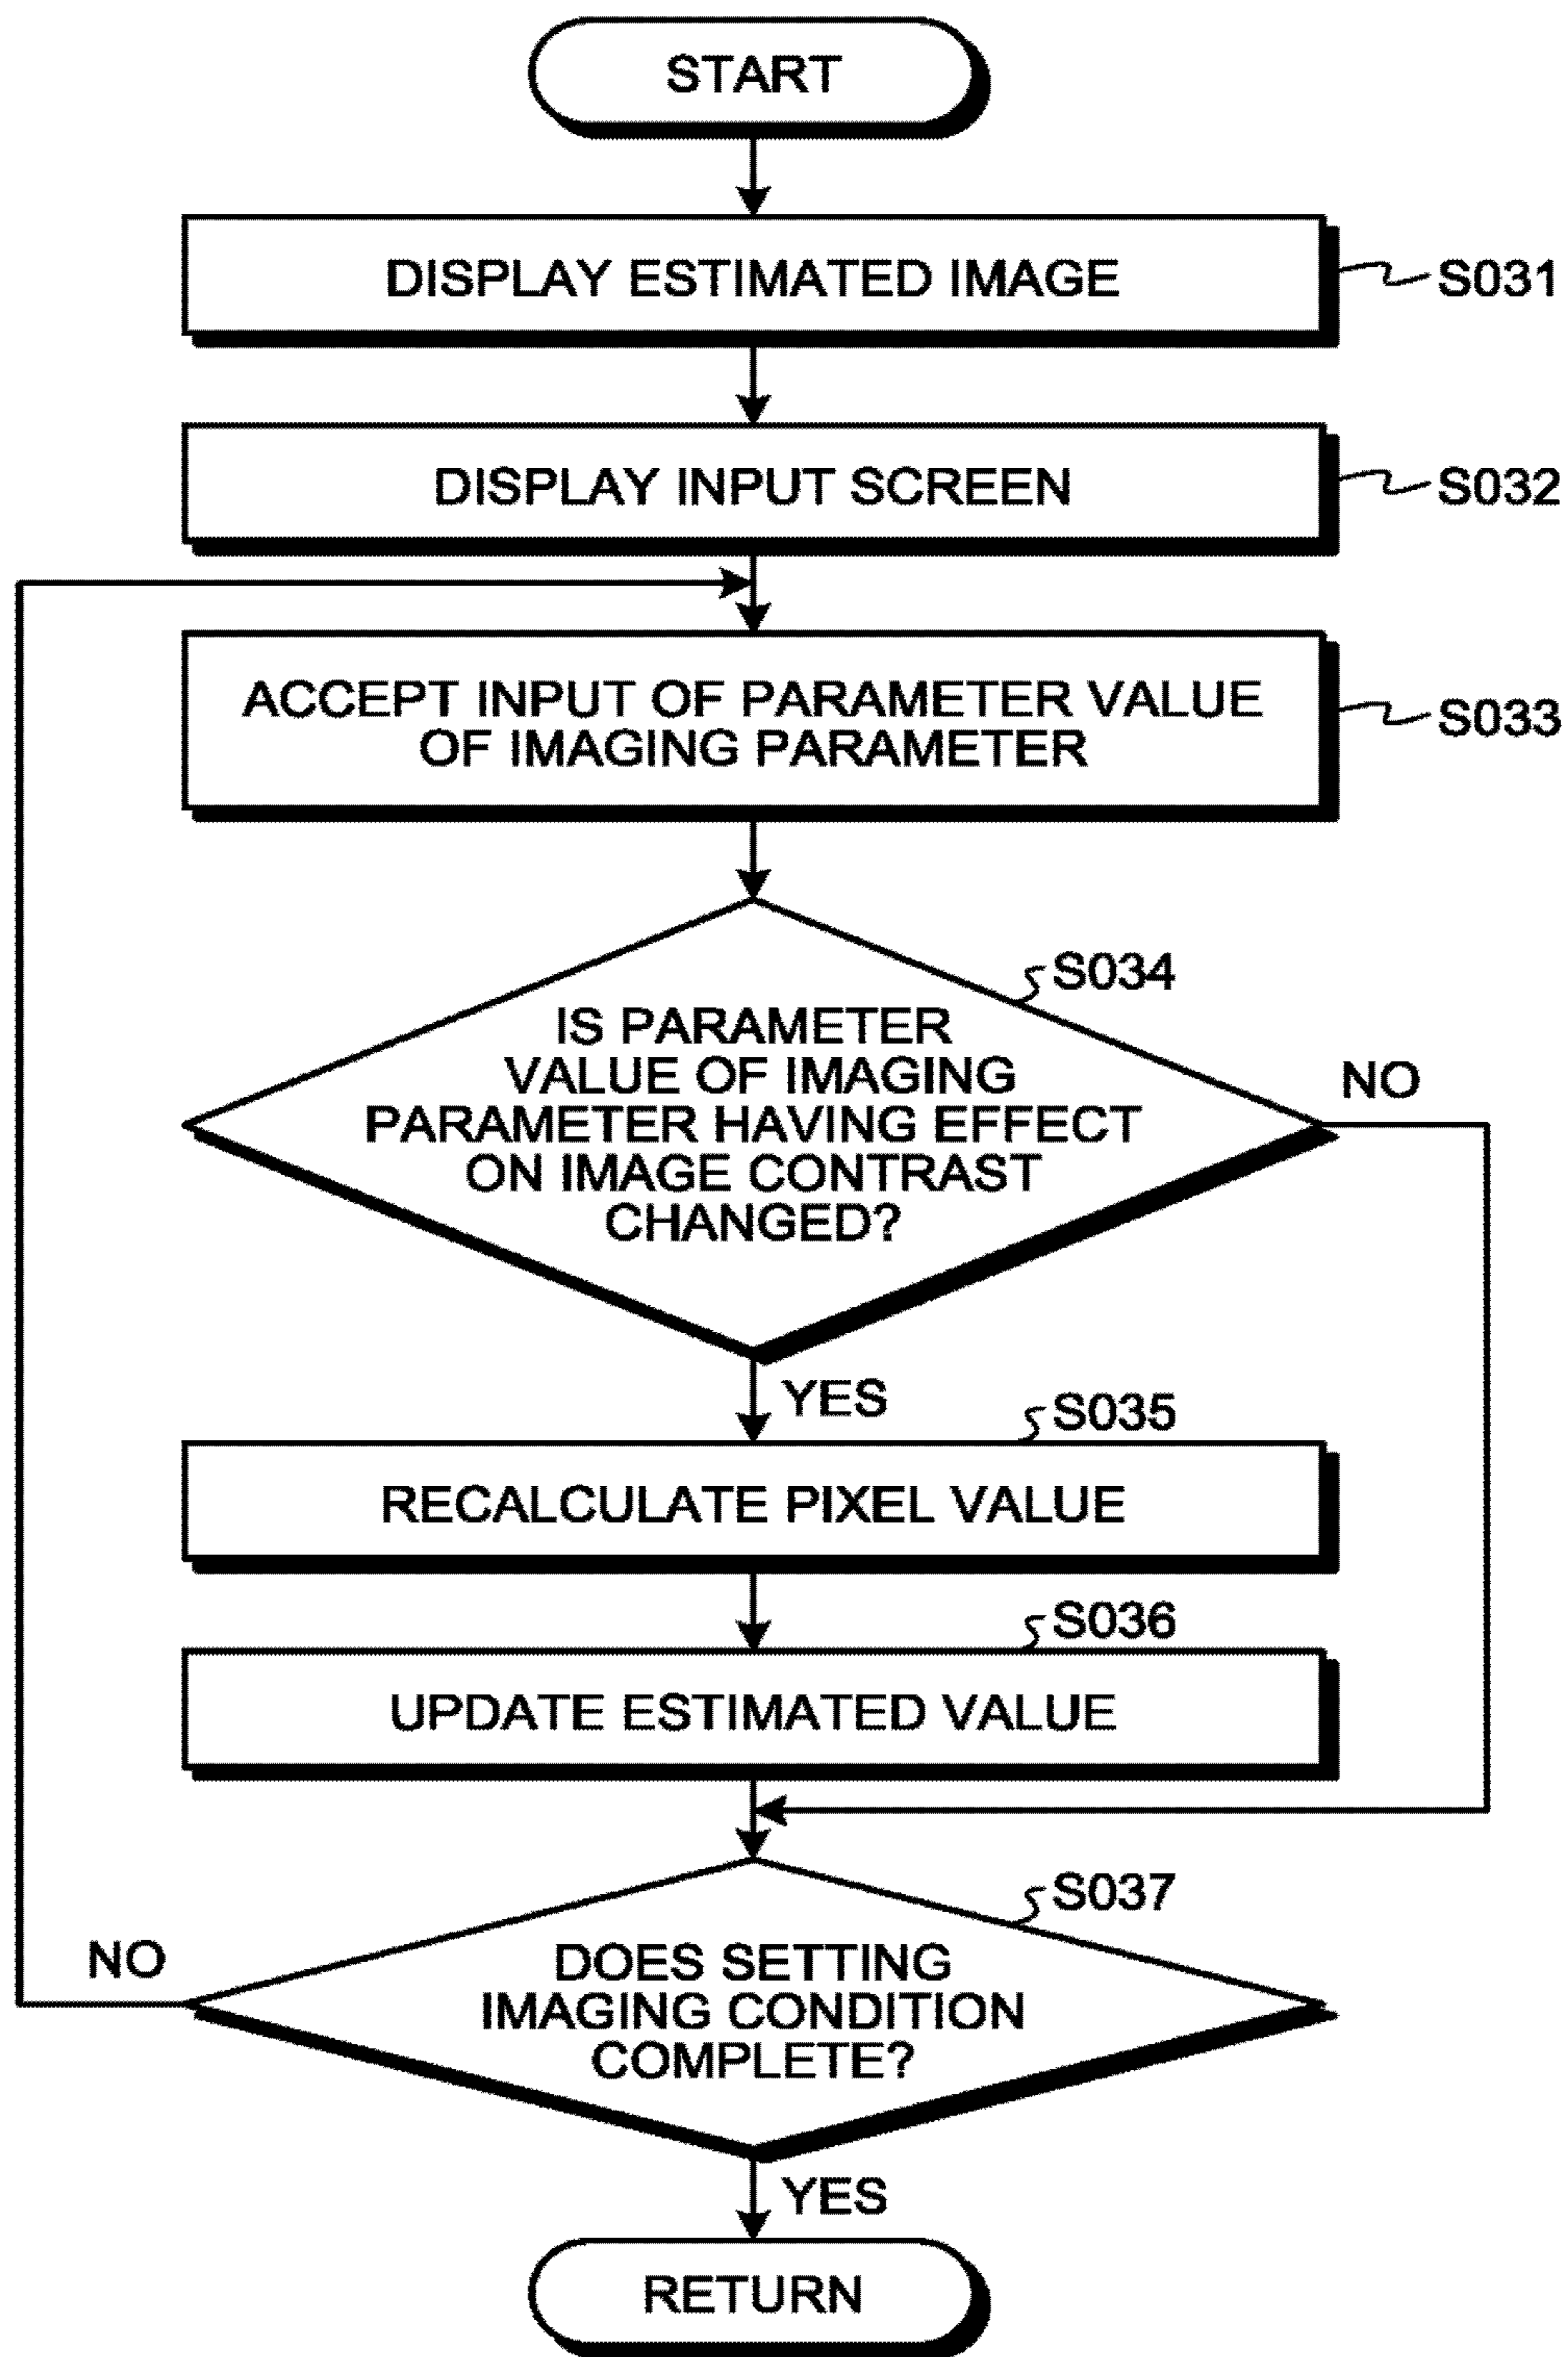 START
DISPLAY ESTIMATED IMAGE
S031
DISPLAY INPUT SCREEN
S032
ACCEPT INPUT OF PARAMETER VALUE
OF IMAGING PARAMETER
S033
S034
IS PARAMETER
VALUE OF IMAGING
PARAMETER HAVING EFFECT
ON IMAGE CONTRAST
CHANGED?
NO
YES
S035
RECALCULATE PIXEL VALUE
S036
UPDATE ESTIMATED VALUE
S037
NO
DOES SETTING
IMAGING CONDITION
COMPLETE?
YES
RETURN